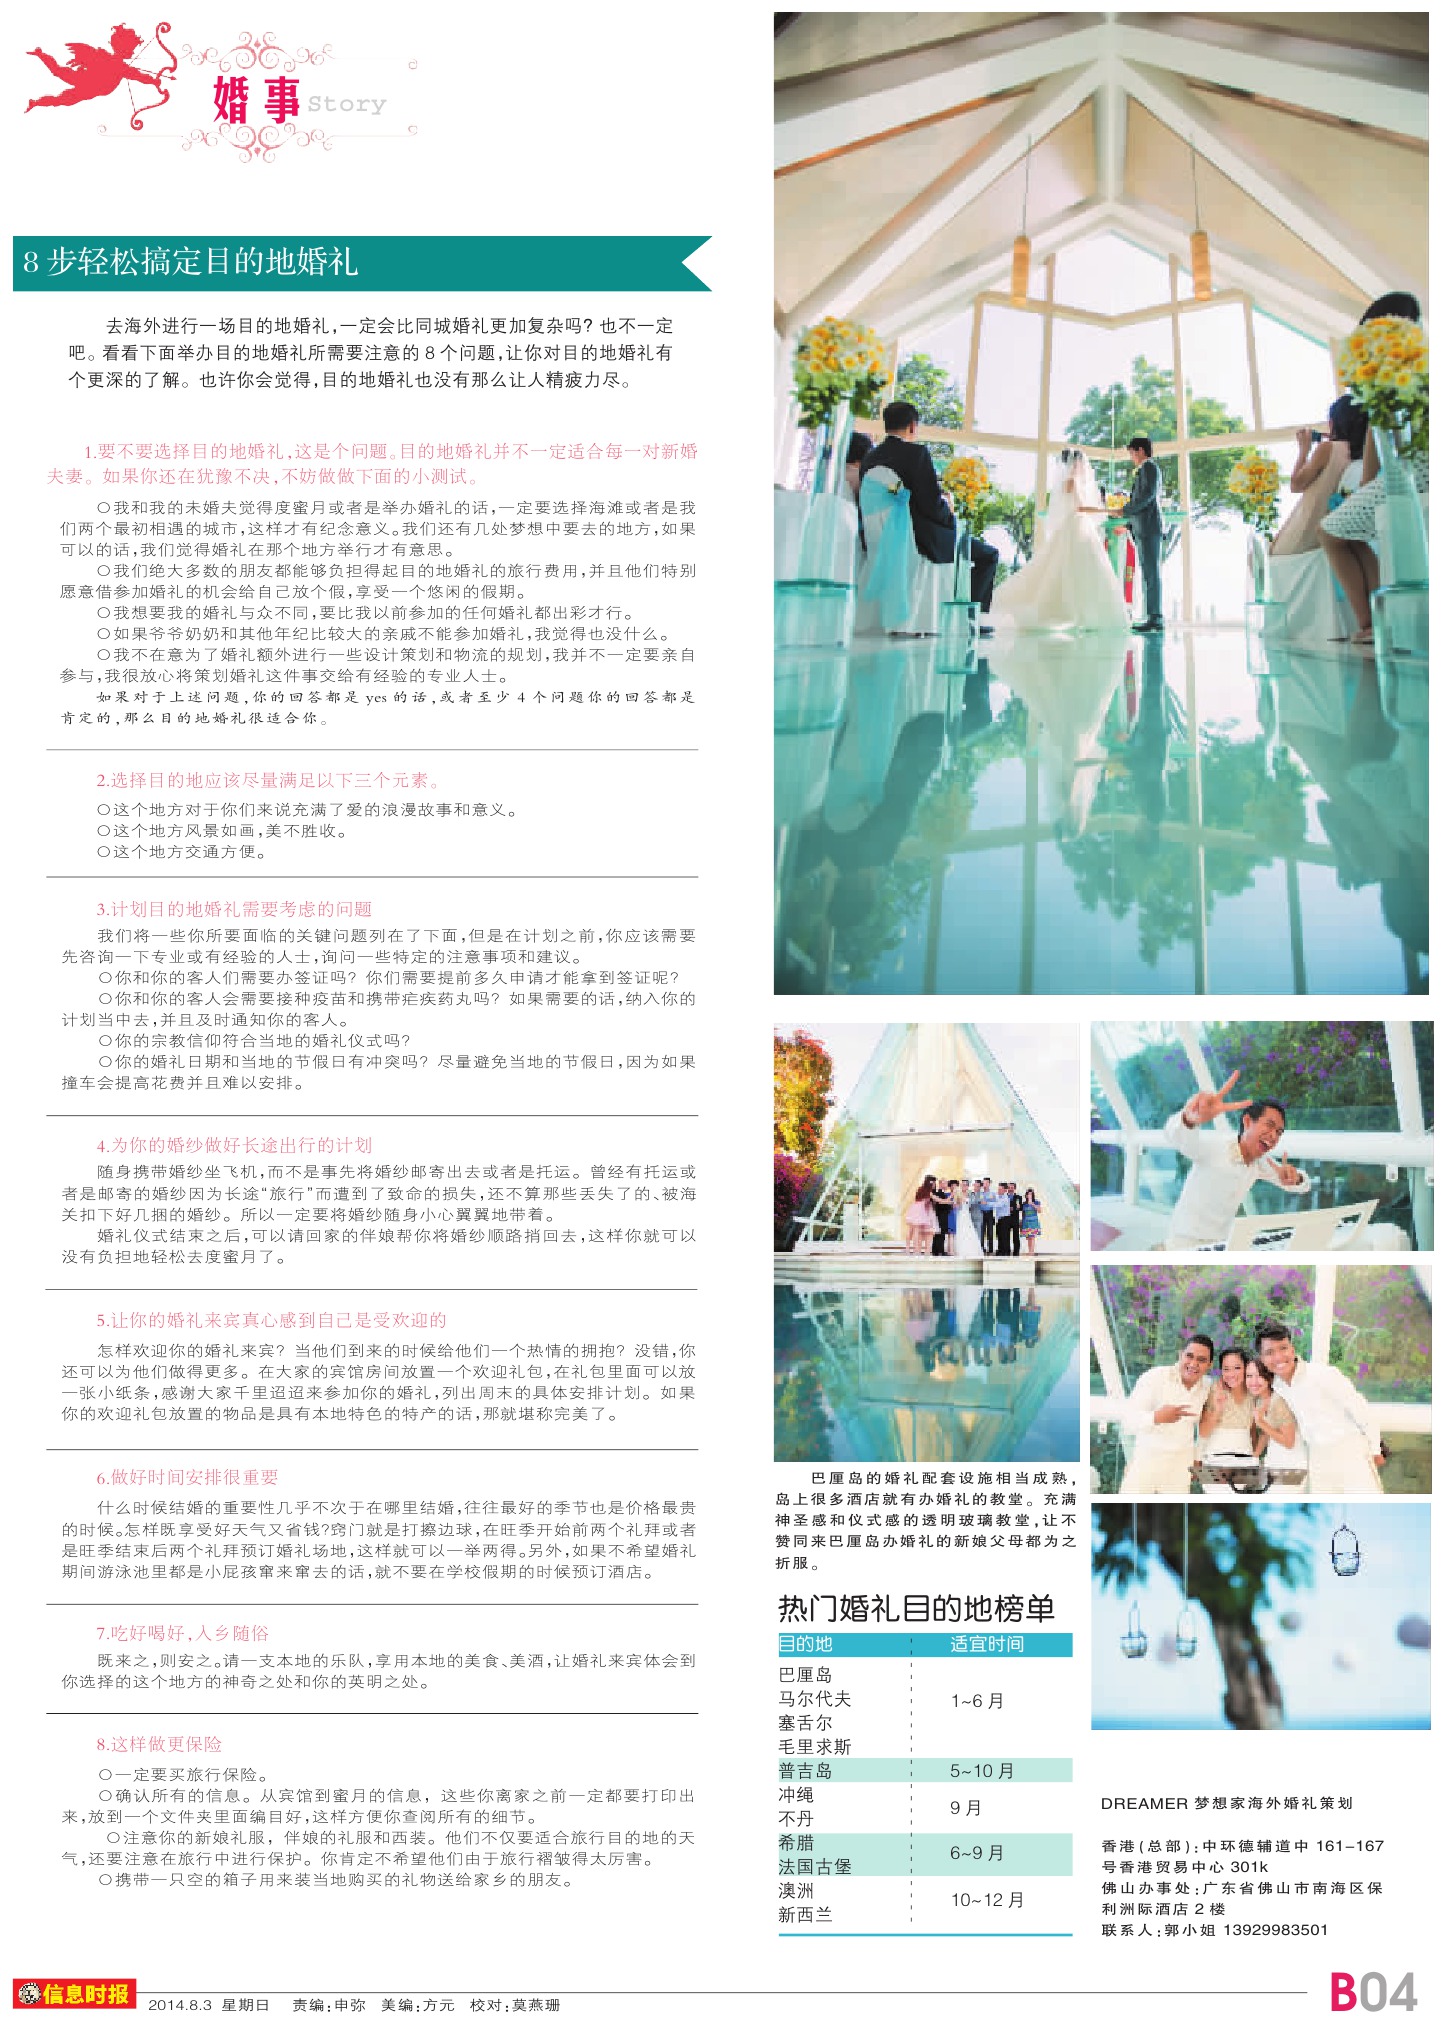 婚事 Story
8步轻松搞定目的地婚礼
去海外进行一场目的地婚礼,一定会比同城婚礼更加复杂吗? 也不一定
吧。看看下面举办目的地婚礼所需要注意的 8 个问题,让你对目的地婚礼有
个更深的了解。也许你会觉得,目的地婚礼也没有那么让人精疲力尽。
1.要不要选择目的地婚礼,这是个问题。目的地婚礼并不一定适合每一对新婚
夫妻。如果你还在犹豫不决,不妨做做下面的小测试。
○我和我的未婚夫觉得度蜜月或者是举办婚礼的话,一定要选择海滩或者是我
们两个最初相遇的城市,这样才有纪念意义。我们还有几处梦想中要去的地方,如果
可以的话,我们觉得婚礼在那个地方举行才有意思。
○我们绝大多数的朋友都能够负担得起目的地婚礼的旅行费用,并且他们特别
愿意借参加婚礼的机会给自己放个假,享受一个悠闲的假期。
○我想要我的婚礼与众不同,要比我以前参加的任何婚礼都出彩才行。
○如果爷爷奶奶和其他年纪比较大的亲戚不能参加婚礼,我觉得也没什么。
○我不在意为了婚礼额外进行一些设计策划和物流的规划,我并不一定要亲自
参与,我很放心将策划婚礼这件事交给有经验的专业人士。
如果对于上述问题,你的回答都是 yes 的话,或者至少 4 个问题你的回答都是
肯定的,那么目的地婚礼很适合你。
2.选择目的地应该尽量满足以下三个元素。
○这个地方对于你们来说充满了爱的浪漫故事和意义。
○这个地方风景如画,美不胜收。
○这个地方交通方便。
3.计划目的地婚礼需要考虑的问题
我们将一些你所要面临的关键问题列在了下面,但是在计划之前,你应该需要
先咨询一下专业或有经验的人士,询问一些特定的注意事项和建议。
○你和你的客人们需要办签证吗? 你们需要提前多久申请才能拿到签证呢?
○你和你的客人会需要接种疫苗和携带疟疾药丸吗? 如果需要的话,纳入你的
计划当中去,并且及时通知你的客人。
○你的宗教信仰符合当地的婚礼仪式吗?
○你的婚礼日期和当地的节假日有冲突吗? 尽量避免当地的节假日,因为如果
撞车会提高花费并且难以安排。
4.为你的婚纱做好长途出行的计划
随身携带婚纱坐飞机,而不是事先将婚纱邮寄出去或者是托运。曾经有托运或
者是邮寄的婚纱因为长途“旅行”而遭到了致命的损失,还不算那些丢失了的、被海
关扣下好几捆的婚纱。所以一定要将婚纱随身小心翼翼地带着。
婚礼仪式结束之后,可以请回家的伴娘帮你将婚纱顺路捎回去,这样你就可以
没有负担地轻松去度蜜月了。
5.让你的婚礼来宾真心感到自己是受欢迎的
怎样欢迎你的婚礼来宾? 当他们到来的时候给他们一个热情的拥抱? 没错,你
还可以为他们做得更多。在大家的宾馆房间放置一个欢迎礼包,在礼包里面可以放
一张小纸条,感谢大家千里迢迢来参加你的婚礼,列出周末的具体安排计划。如果
你的欢迎礼包放置的物品是具有本地特色的特产的话,那就堪称完美了。
6.做好时间安排很重要
什么时候结婚的重要性几乎不次于在哪里结婚,往往最好的季节也是价格最贵
的时候。怎样既享受好天气又省钱?窍门就是打擦边球,在旺季开始前两个礼拜或者
是旺季结束后两个礼拜预订婚礼场地,这样就可以一举两得。另外,如果不希望婚礼
期间游泳池里都是小屁孩窜来窜去的话,就不要在学校假期的时候预订酒店。
7.吃好喝好,入乡随俗
既来之,则安之。请一支本地的乐队,享用本地的美食、美酒,让婚礼来宾体会到
你选择的这个地方的神奇之处和你的英明之处。
8.这样做更保险
○一定要买旅行保险。
○确认所有的信息。从宾馆到蜜月的信息, 这些你离家之前一定都要打印出
来,放到一个文件夹里面编目好,这样方便你查阅所有的细节。
○注意你的新娘礼服, 伴娘的礼服和西装。他们不仅要适合旅行目的地的天
气,还要注意在旅行中进行保护。你肯定不希望他们由于旅行褶皱得太厉害。
○携带一只空的箱子用来装当地购买的礼物送给家乡的朋友。
巴厘岛的婚礼配套设施相当成熟,
岛上很多酒店就有办婚礼的教堂。充满
神圣感和仪式感的透明玻璃教堂,让不
赞同来巴厘岛办婚礼的新娘父母都为之
折服。
热门婚礼目的地榜单
目的地 适宜时间
巴厘岛
马尔代夫
1~6 月
塞舌尔
毛里求斯
普吉岛 5~10 月
冲绳
9 月
不丹
希腊
6~9 月
法国古堡
澳洲
10~12 月
新西兰
DREAMER 梦想家海外婚礼策划
香港(总部):中环德辅道中 161-167
号香港贸易中心 301k
佛山办事处:广东省佛山市南海区保
利洲际酒店 2 楼
联系人:郭小姐 13929983501
信息时报
2014.8.3 星期日 责编:申弥 美编:方元 校对:莫燕珊
B04